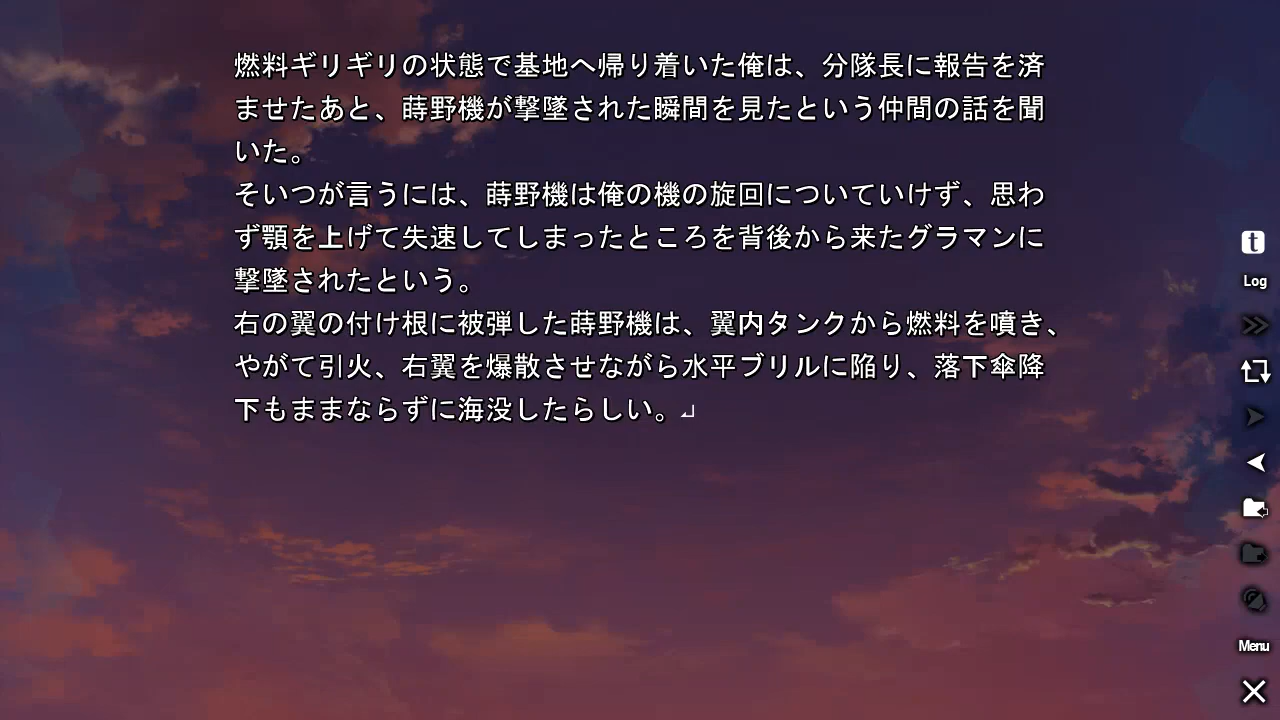 燃料ギリギリの状態で基地へ帰り着いた俺は、分隊長に報告を済
ませたあと、蒔野機が撃墜された瞬間を見たという仲間の話を聞
いた。
そいつが言うには、蒔野機は俺の機の旋回についていけず、思わ
ず顎を上げて失速してしまったところを背後から来たグラマンに
撃墜されたという。
右の翼の付け根に被弾した蒔野機は、翼内タンクから燃料を噴き、
やがて引火、右翼を爆散させながら水平ブリルに陥り、落下傘降
下もままならずに海没したらしい。
t
Log
Menu